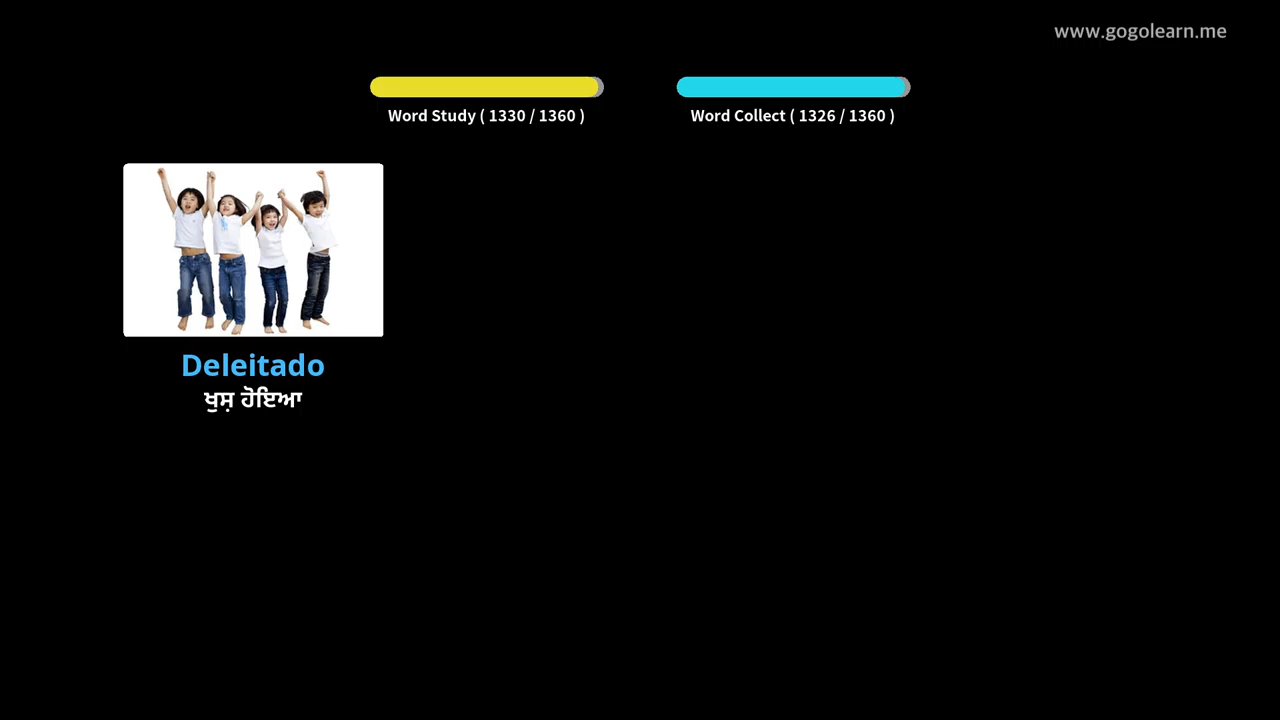 www.gogolearn.me
Word Study ( 1330 / 1360 )
Word Collect ( 1326 / 1360 )
Deleitado
ਖੁਸ਼ ਹੋਇਆ